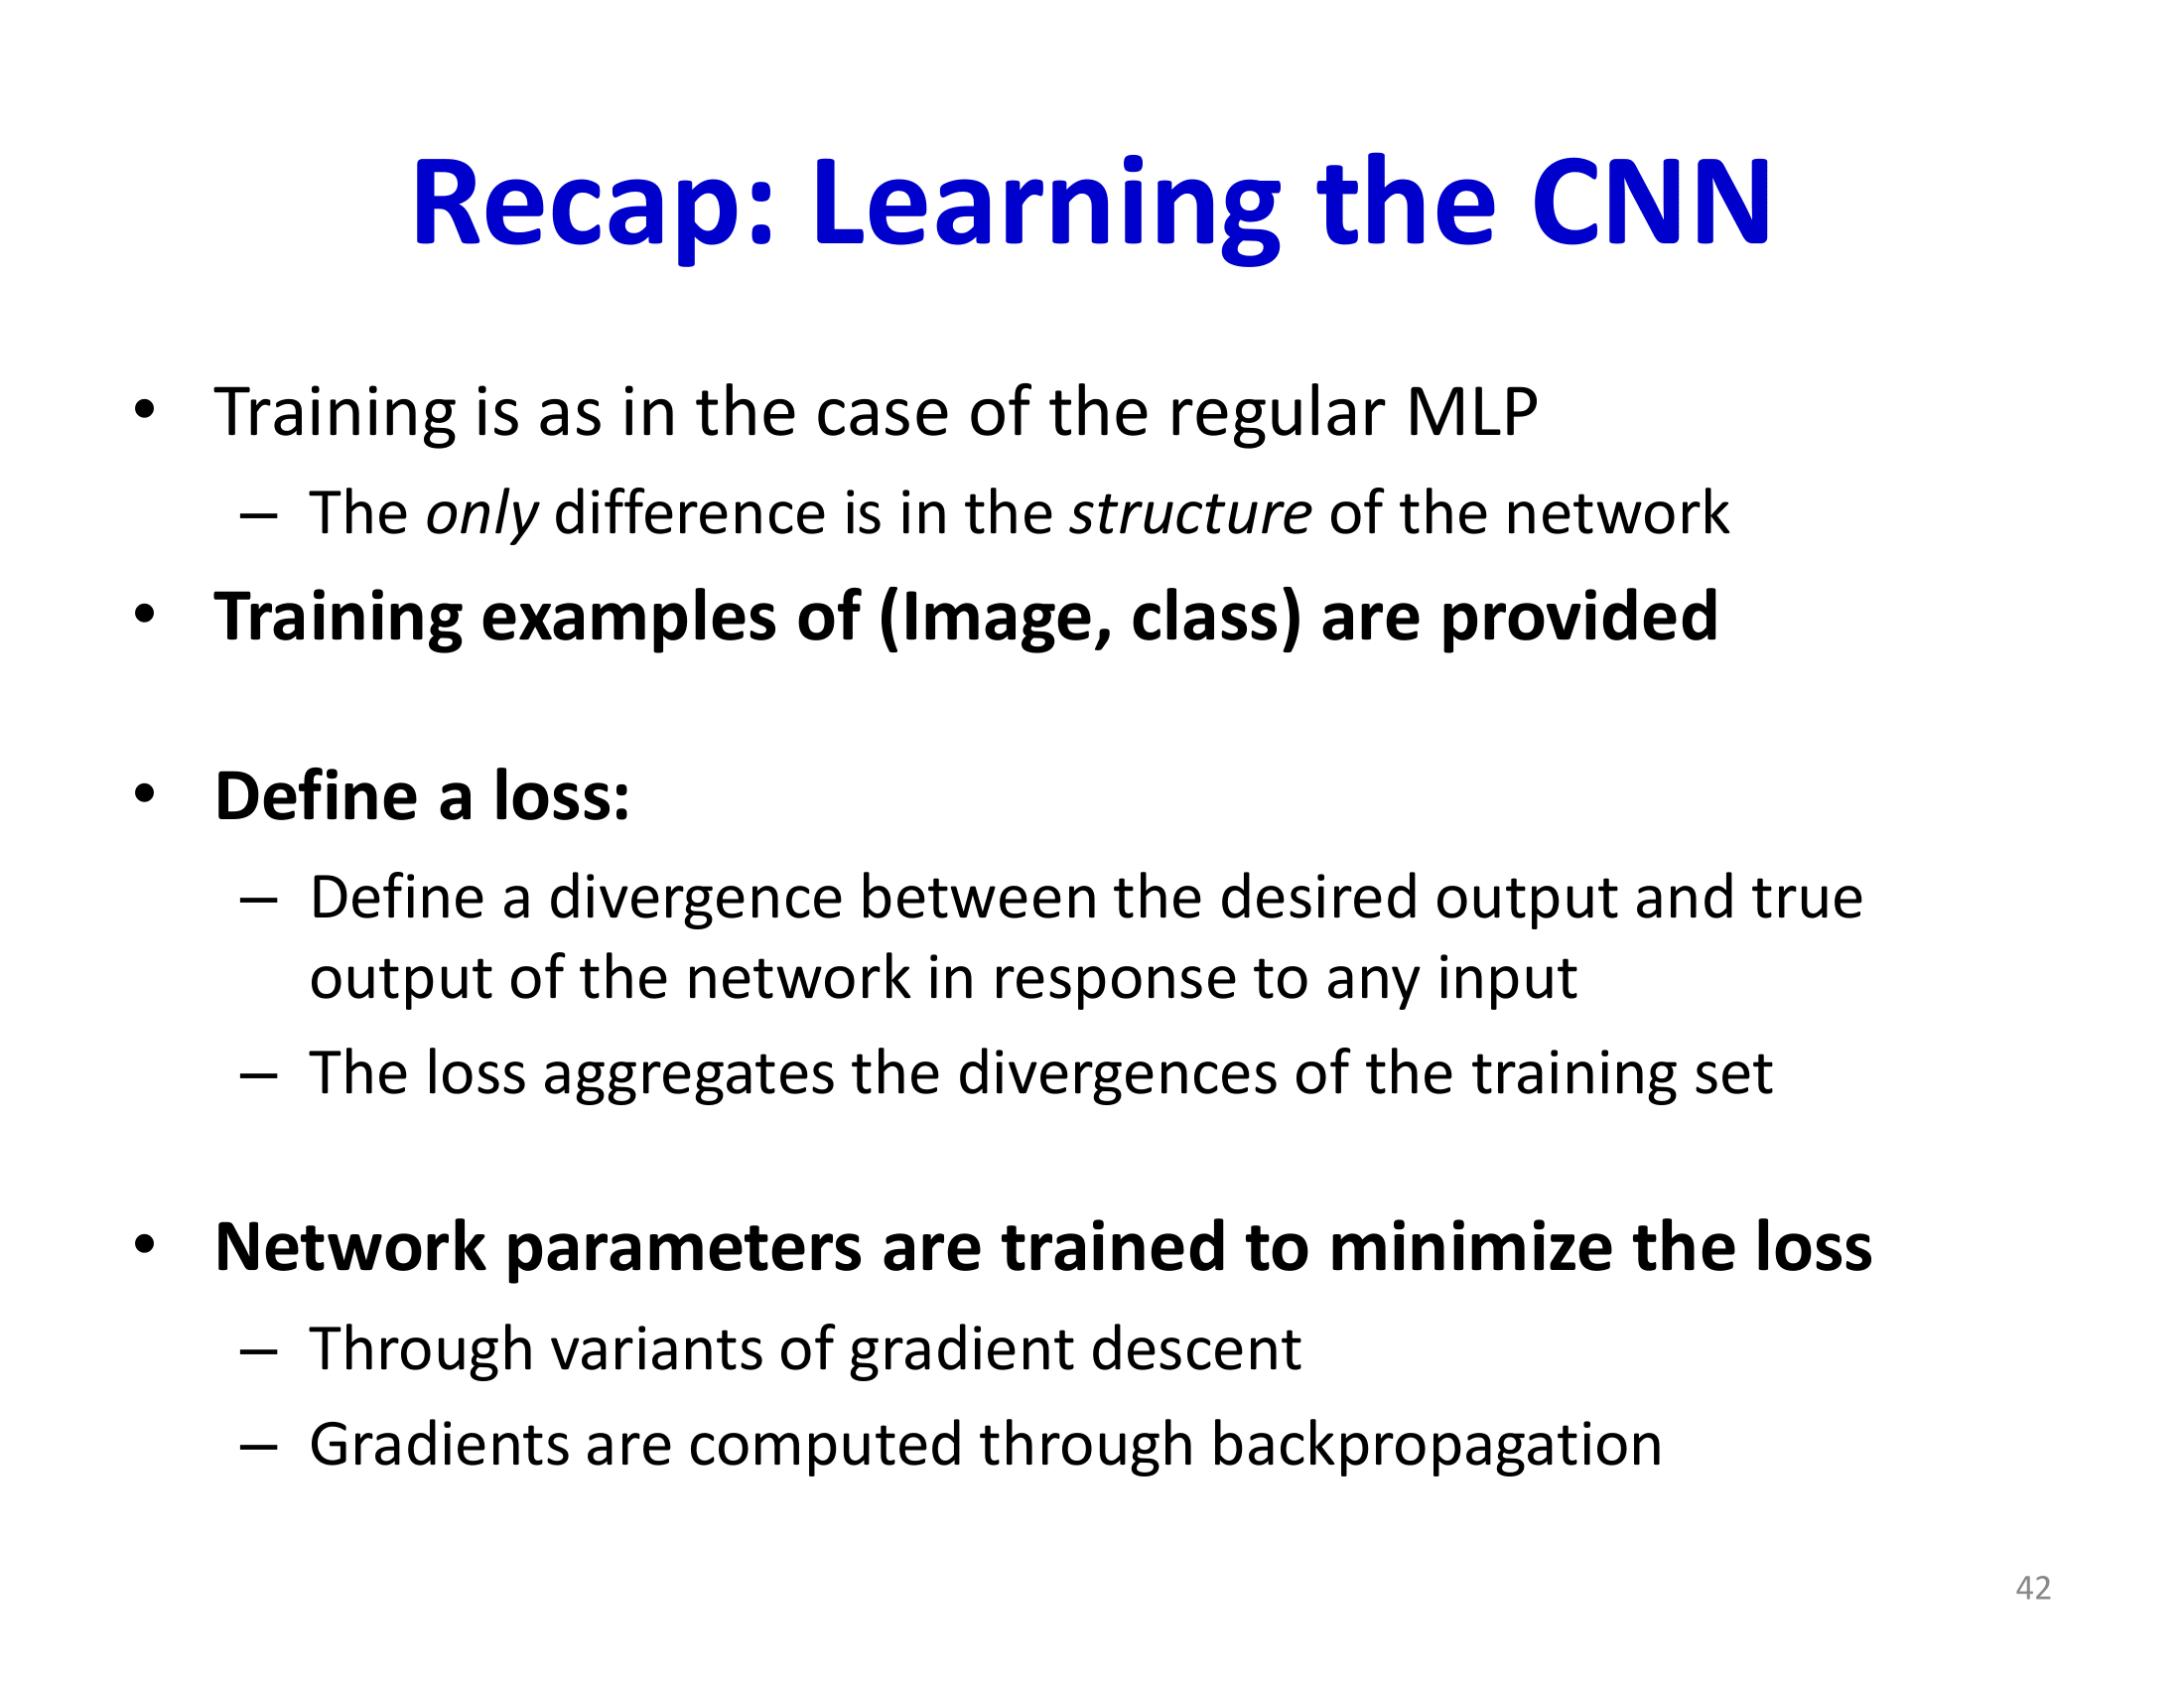 Recap: Learning the CNN
• Training is as in the case of the regular MLP
– The only difference is in the structure of the network
• Training examples of (Image, class) are provided
• Define a loss:
– Define a divergence between the desired output and true
output of the network in response to any input
– The loss aggregates the divergences of the training set
• Network parameters are trained to minimize the loss
– Through variants of gradient descent
– Gradients are computed through backpropagation
42